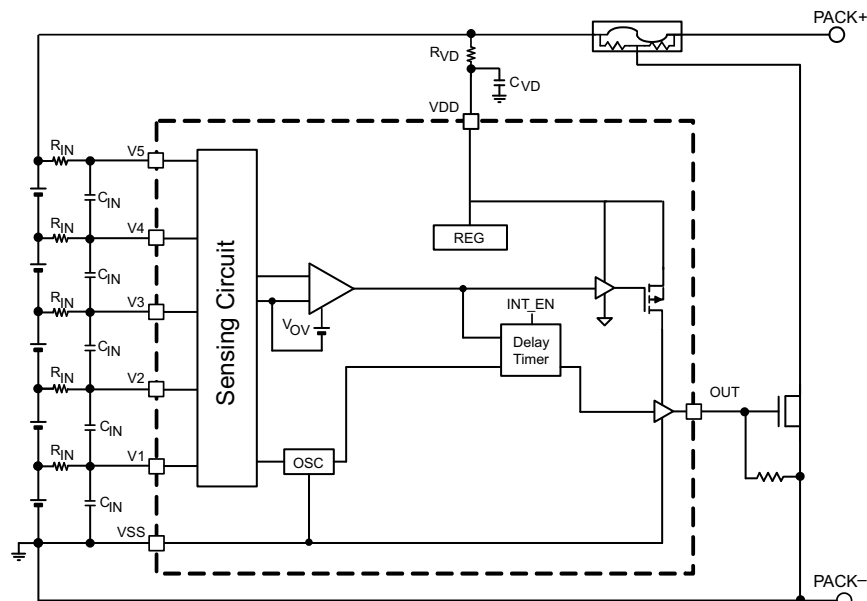 PACK+
RVD
CVD
VDD
RIN
V5
CIN
RIN
V4
CIN
RIN
V3
CIN
RIN
V2
CIN
RIN
V1
CIN
VSS
Sensing Circuit
REG
VOV
INT_EN
Delay
Timer
OSC
OUT
PACK–